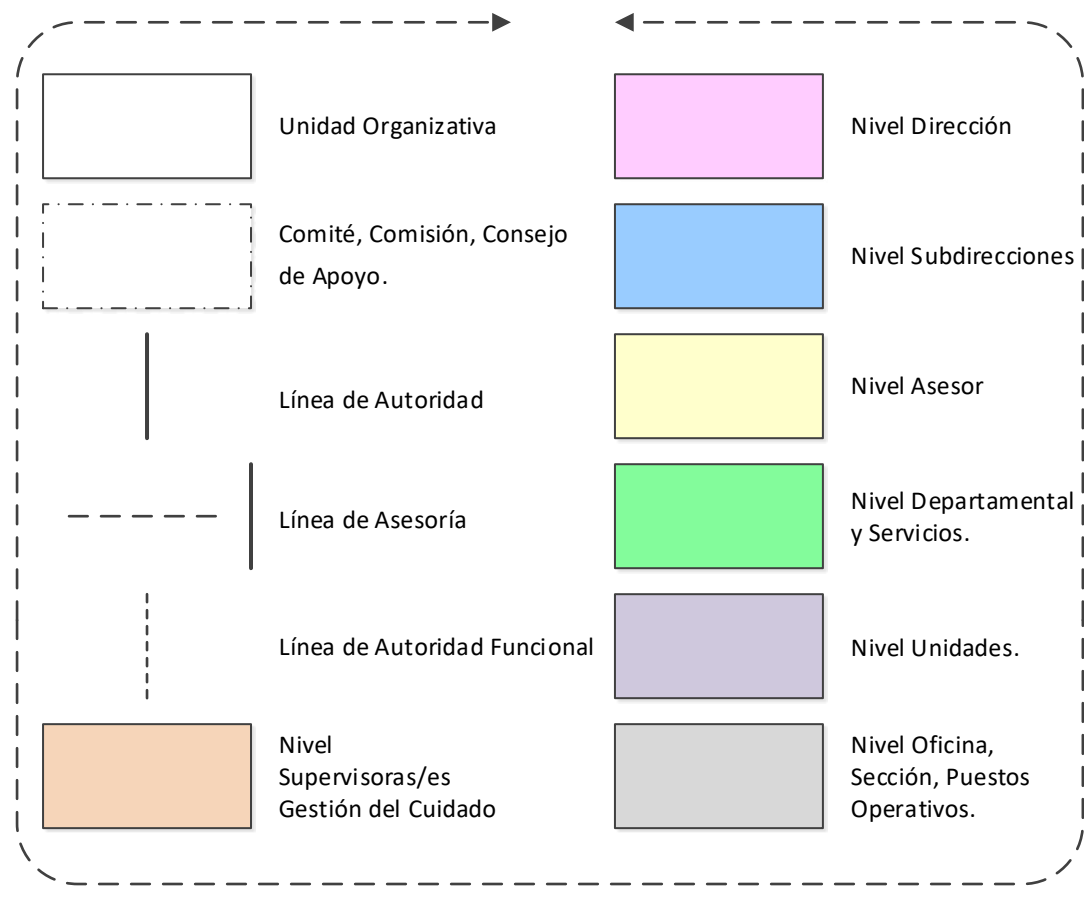 Unidad Organizativa
Comité, Comisión, Consejo
de Apoyo.
Línea de Autoridad
Línea de Asesoría
Línea de Autoridad Funcional
Nivel
Supervisoras/es
Gestión del Cuidado
Nivel Dirección
Nivel Subdirecciones
Nivel Asesor
Nivel Departamental
y Servicios.
Nivel Unidades.
Nivel Oficina,
Sección, Puestos
Operativos.